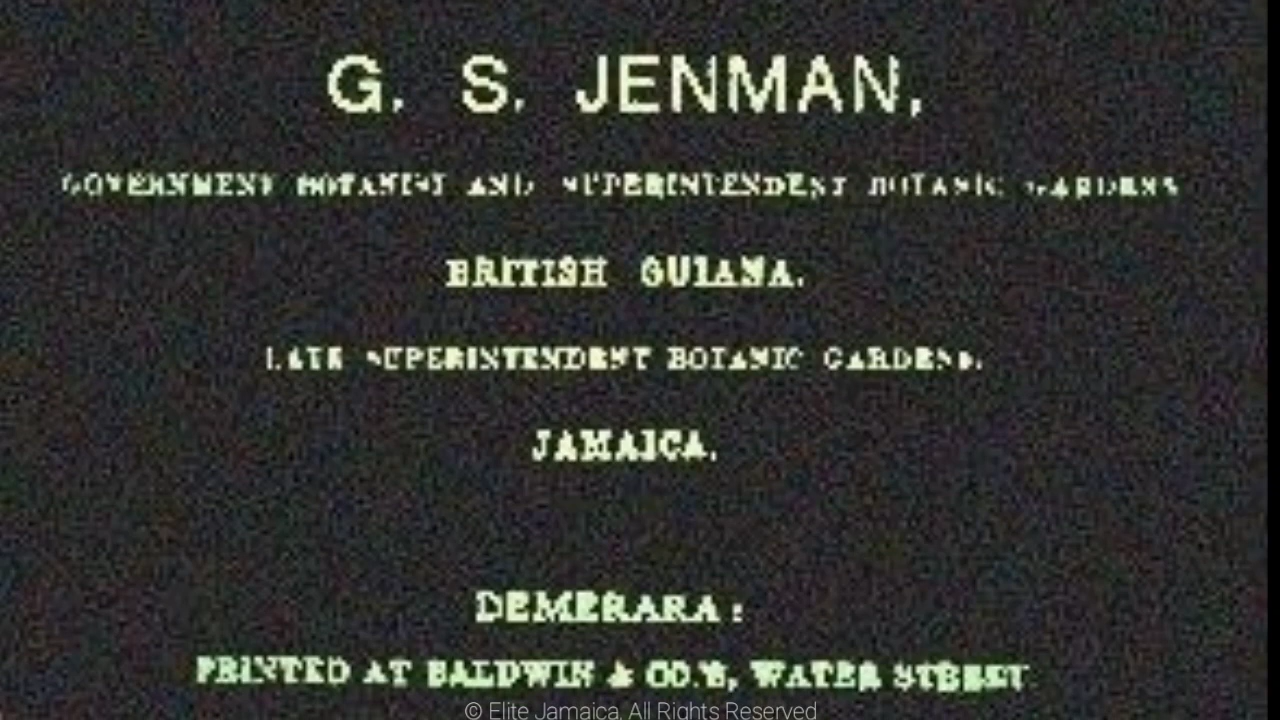 G. S. JENMAN,
GOVERNMENT BOTANIST AND SUPERINTENDENT BOTANIC GARDENS
BRITISH GUIANA.
LATE SUPERINTENDENT BOTANIC GARDENS,
JAMAICA.
DEMERARA :
PRINTED AT BALDWIN & CO.'S, WATER STREET
© Elite Jamaica. All Rights Reserved